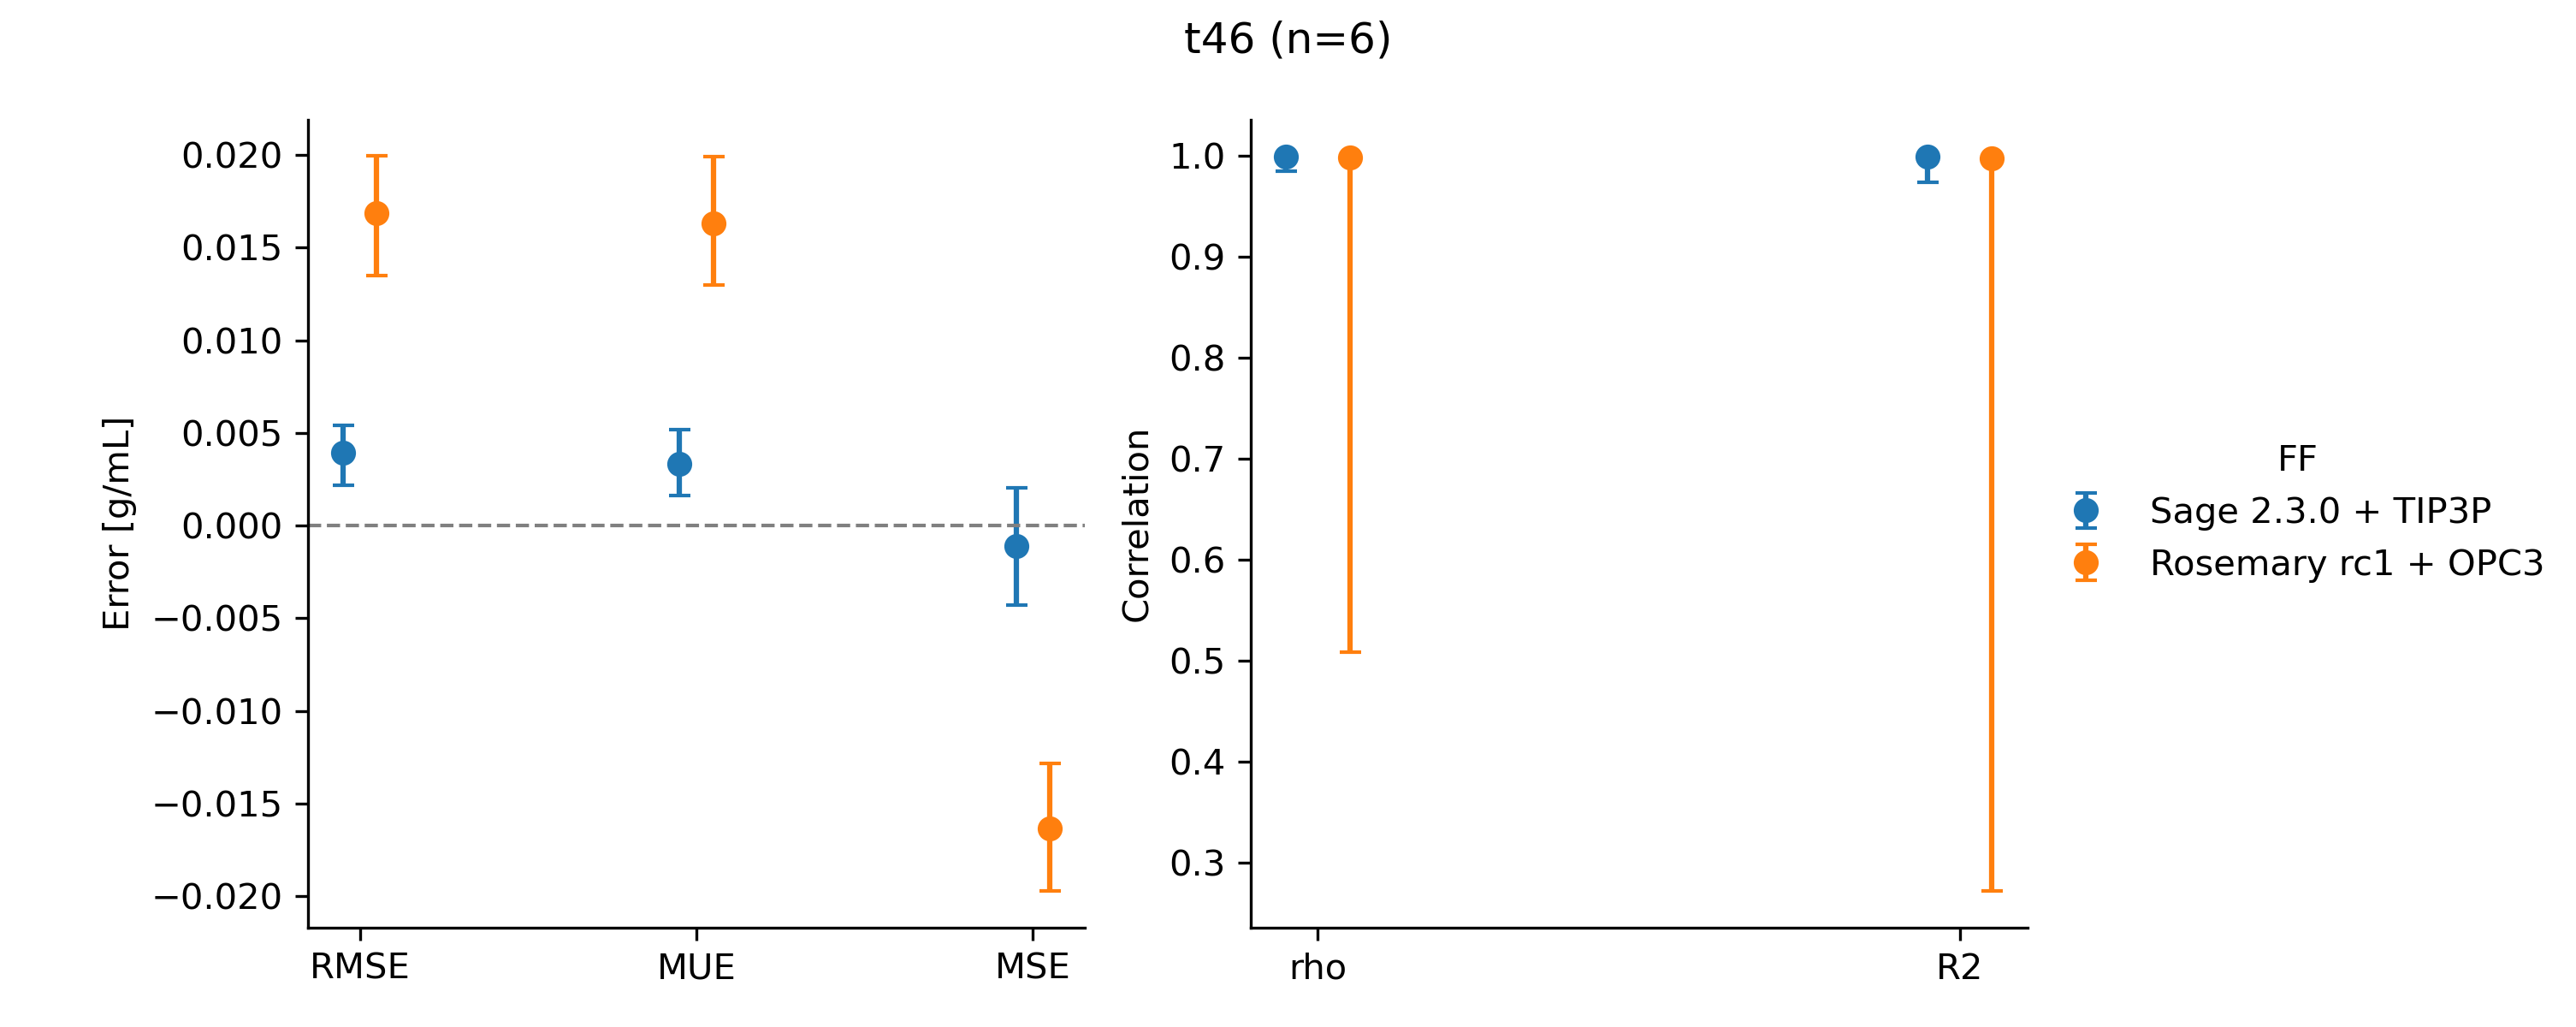 t46 (n=6)
Error [g/mL]
0.020
0.015
0.010
0.005
0.000
−0.005
−0.010
−0.015
−0.020
RMSE
MUE
MSE
Correlation
1.0
0.9
0.8
0.7
0.6
0.5
0.4
0.3
rho
R2
FF
Sage 2.3.0 + TIP3P
Rosemary rc1 + OPC3